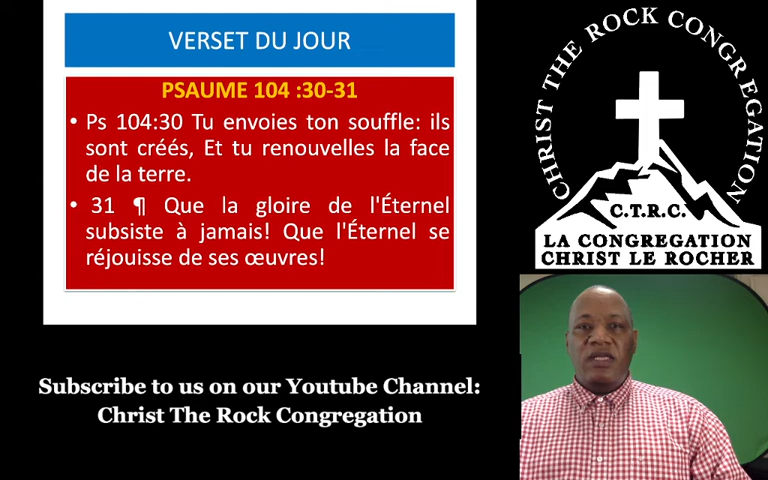 VERSET DU JOUR
PSAUME 104 :30-31
• Ps 104:30 Tu envoies ton souffle: ils
sont créés, Et tu renouvelles la face
de la terre.
• 31 ¶ Que la gloire de l'Éternel
subsiste à jamais! Que l'Éternel se
réjouisse de ses œuvres!
CHRIST THE ROCK CONGREGATION
C.T.R.C.
LA CONGREGATION
CHRIST LE ROCHER
Subscribe to us on our Youtube Channel:
Christ The Rock Congregation